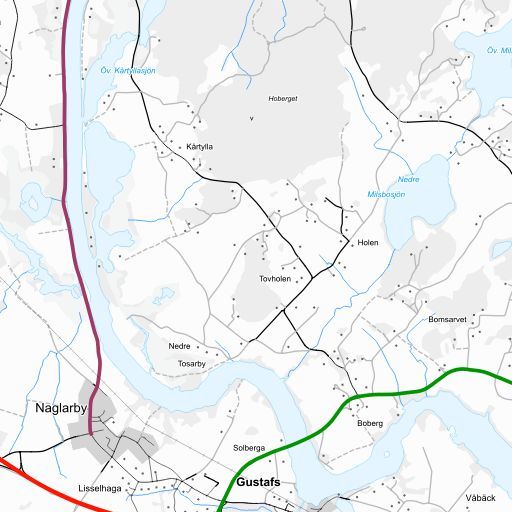 Öv. Mil
Öv. Kårtyllasjön
Hoberget
Kårtylla
Nedre
Milsbosjön
Holen
Tovholen
Bomsarvet
Nedre
Tosarby
Naglarby
Boberg
Solberga
Gustafs
Lisselhaga
Våbäck